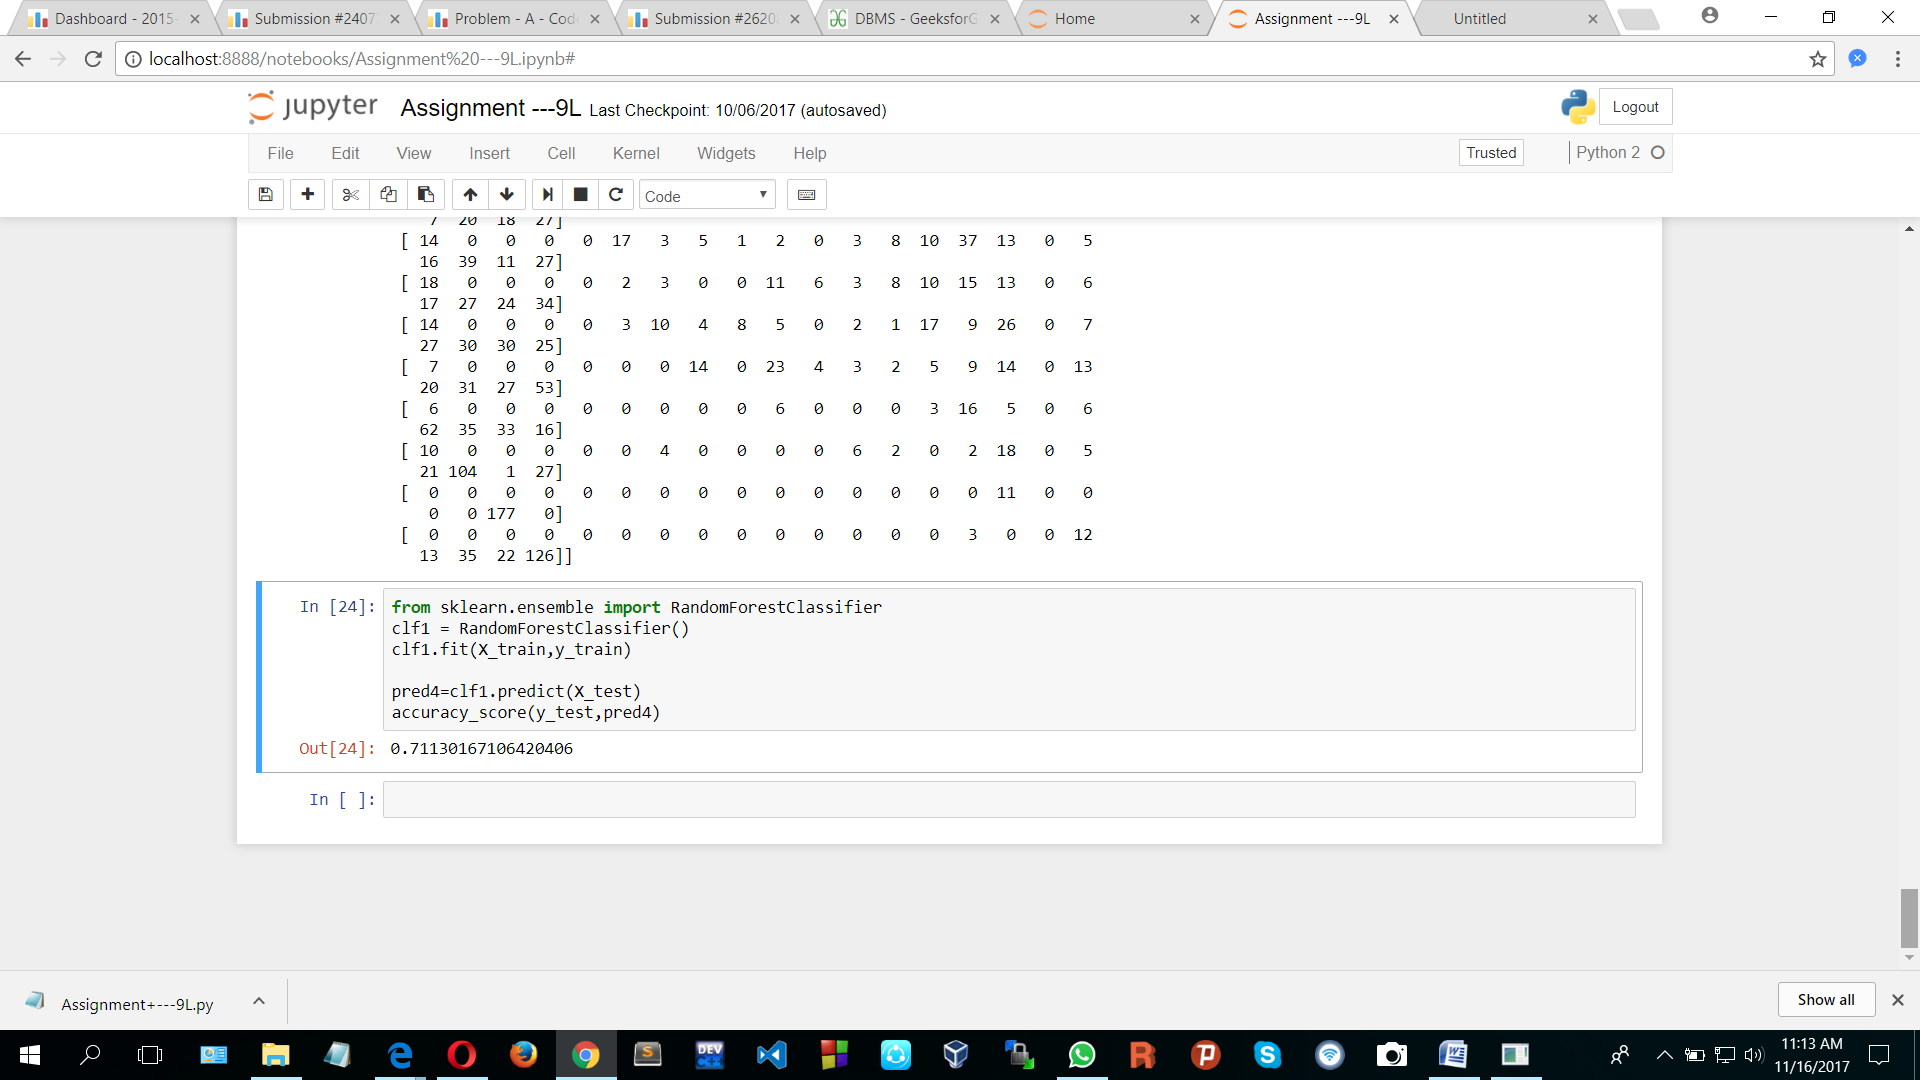 Dashboard - 2015- Submission #2407 Problem - A - Code Submission #2620 DBMS - GeeksforG Home Assignment ---9L Untitled
localhost:8888/notebooks/Assignment%20---9L.ipynb#
jupyter Assignment ---9L Last Checkpoint: 10/06/2017 (autosaved) Logout
File Edit View Insert Cell Kernel Widgets Help Trusted Python 2
Code
7 20 18 27]
[ 14 0 0 0 0 17 3 5 1 2 0 3 8 10 37 13 0 5
16 39 11 27]
[ 18 0 0 0 0 2 3 0 0 11 6 3 8 10 15 13 0 6
17 27 24 34]
[ 14 0 0 0 0 3 10 4 8 5 0 2 1 17 9 26 0 7
27 30 30 25]
[ 7 0 0 0 0 0 0 14 0 23 4 3 2 5 9 14 0 13
20 31 27 53]
[ 6 0 0 0 0 0 0 0 0 6 0 0 0 3 16 5 0 6
62 35 33 16]
[ 10 0 0 0 0 0 4 0 0 0 0 6 2 0 2 18 0 5
21 104 1 27]
[ 0 0 0 0 0 0 0 0 0 0 0 0 0 0 0 11 0 0
0 0 177 0]
[ 0 0 0 0 0 0 0 0 0 0 0 0 0 0 3 0 0 12
13 35 22 126]]
In [24]: from sklearn.ensemble import RandomForestClassifier
clf1 = RandomForestClassifier()
clf1.fit(X_train,y_train)
pred4=clf1.predict(X_test)
accuracy_score(y_test,pred4)
Out[24]: 0.71130167106420406
In [ ]:
Assignment+---9L.py Show all
DEV
11:13 AM
11/16/2017